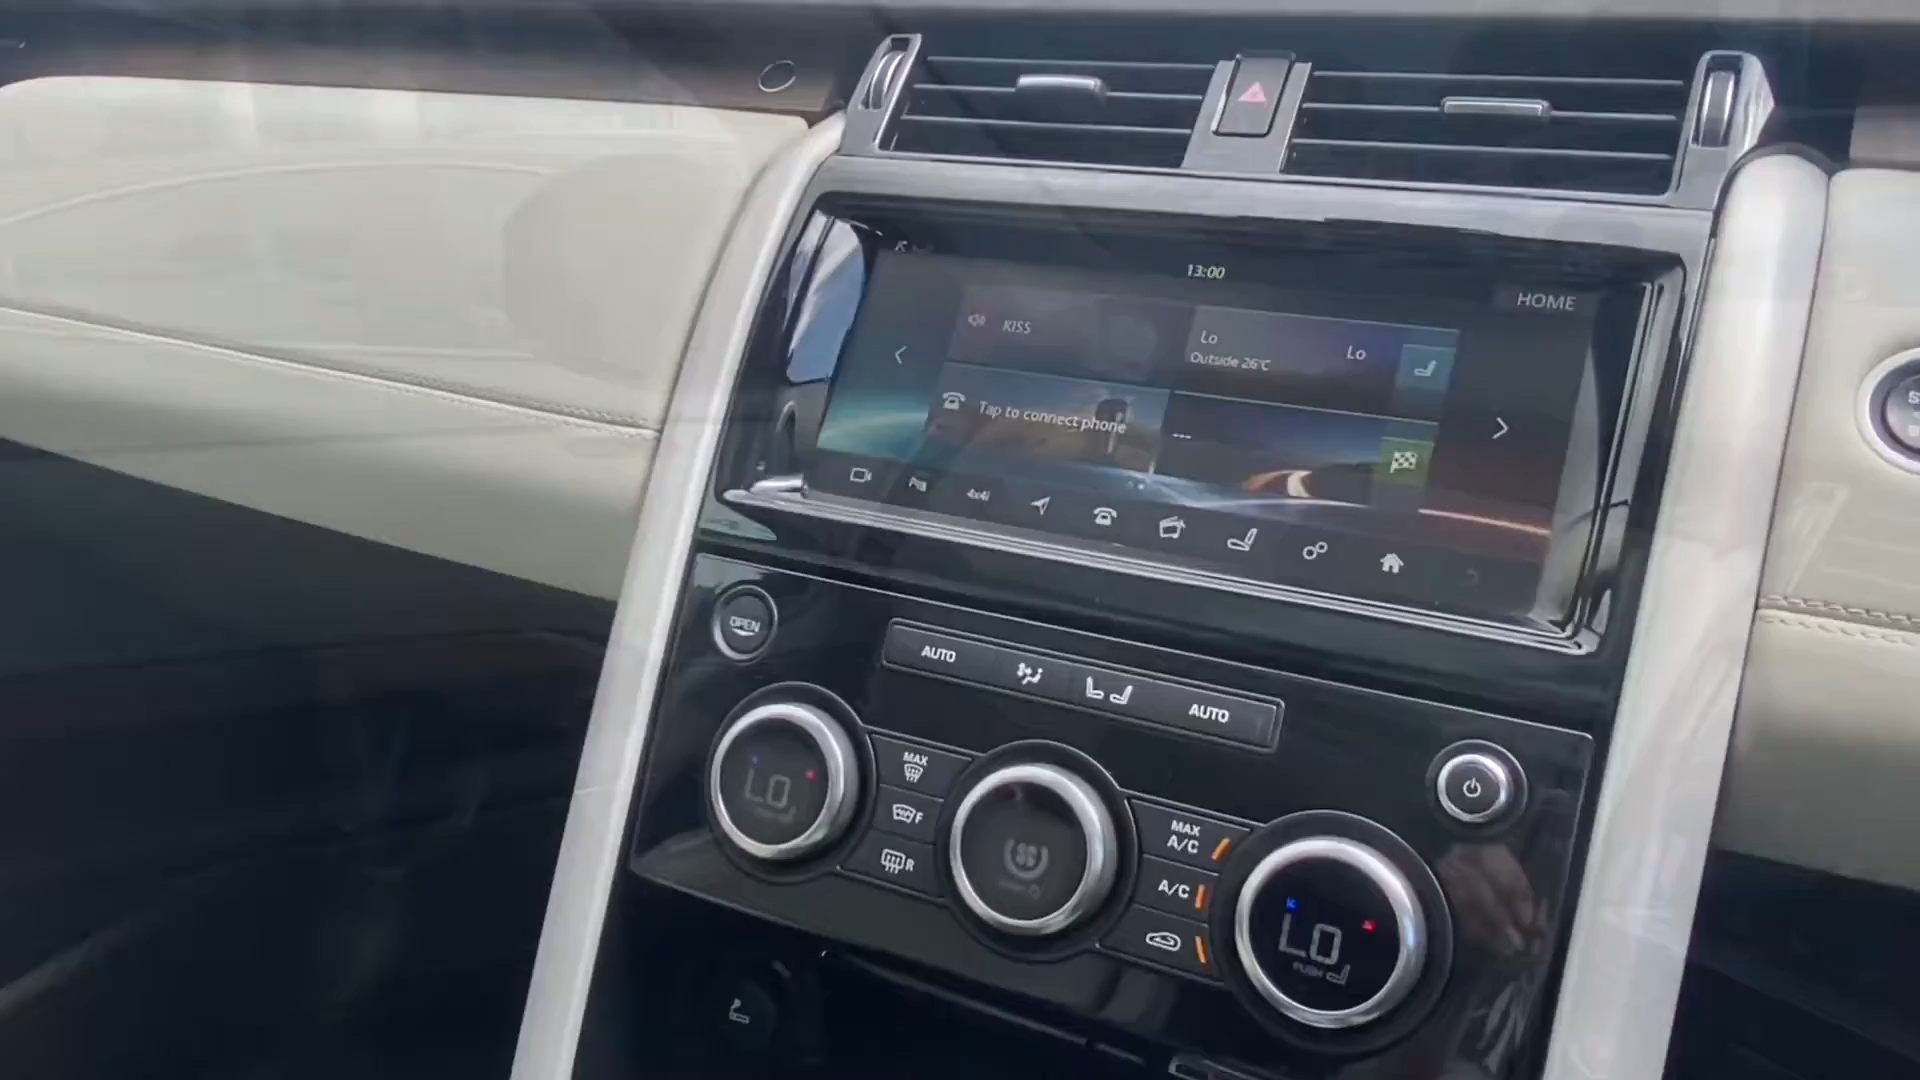 13:00
HOME
KISS
Lo
Lo
Outside 26°C
Tap to connect phone
---
4x4i
OPEN
AUTO
AUTO
MAX
F
R
LO
MAX
A/C
A/C
LO
PUSH